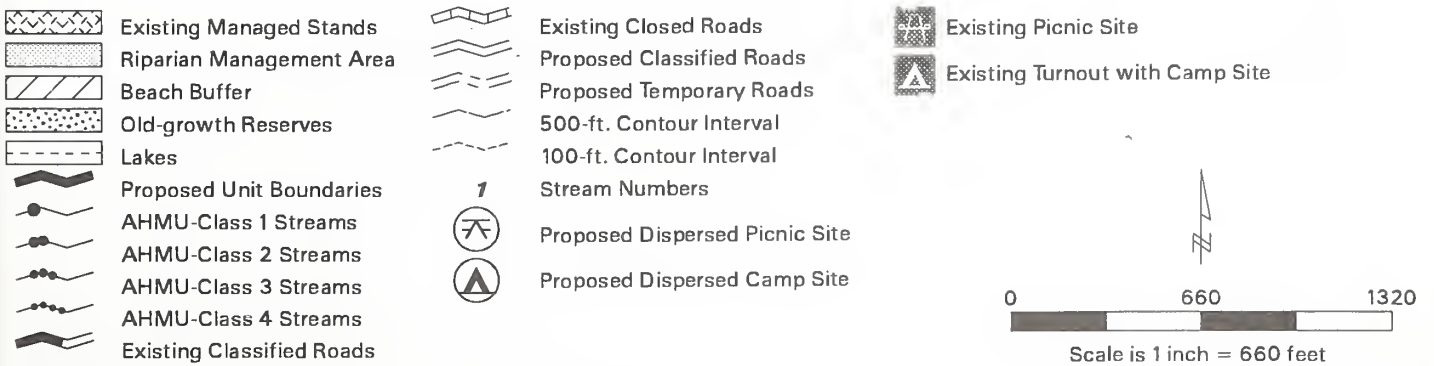 Existing Managed Stands
Riparian Management Area
Beach Buffer
Old-growth Reserves
Lakes
Proposed Unit Boundaries
AHMU-Class 1 Streams
AHMU-Class 2 Streams
AHMU-Class 3 Streams
AHMU-Class 4 Streams
Existing Classified Roads
Existing Closed Roads
Proposed Classified Roads
Proposed Temporary Roads
500-ft. Contour Interval
100-ft. Contour Interval
1 Stream Numbers
Proposed Dispersed Picnic Site
Proposed Dispersed Camp Site
Existing Picnic Site
Existing Turnout with Camp Site
N
0 660 1320
Scale is 1 inch = 660 feet